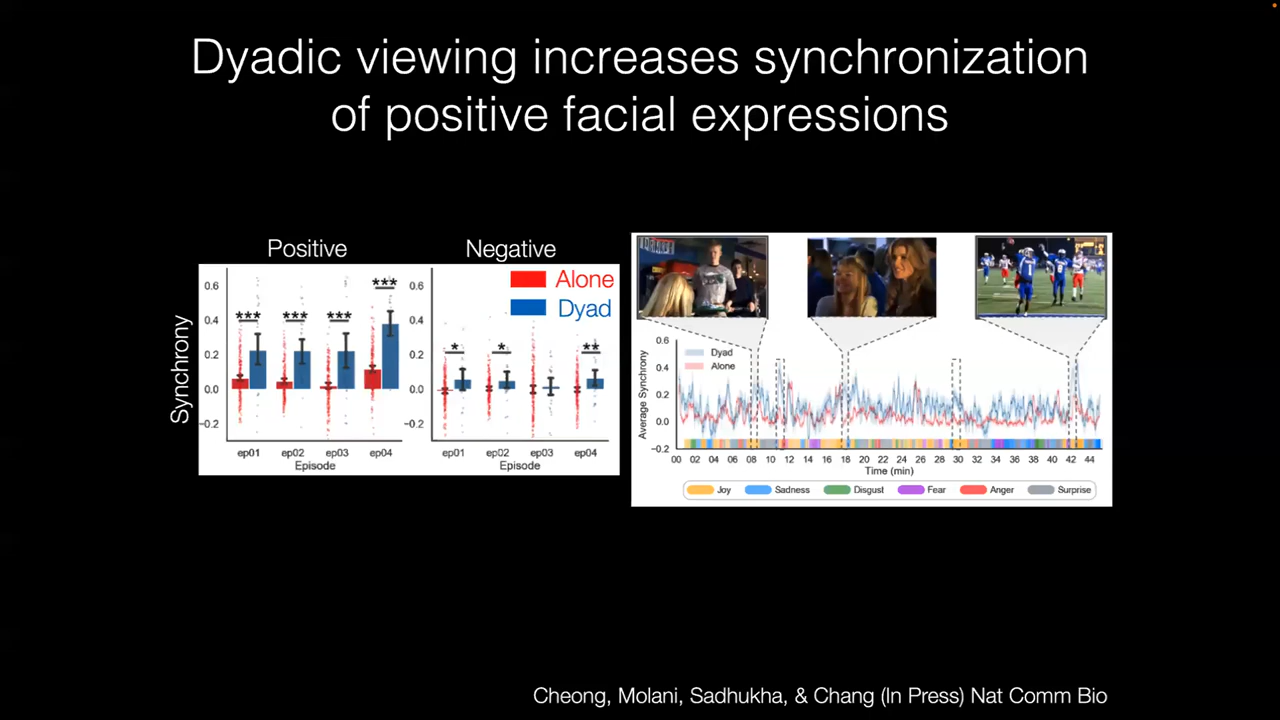 Dyadic viewing increases synchronization
of positive facial expressions
Positive
Negative
Synchrony
0.6
0.4
0.2
0.0
−0.2
***
***
***
***
ep01
ep02
ep03
ep04
Episode
0.6
0.4
0.2
0.0
−0.2
Alone
Dyad
*
*
**
ep01
ep02
ep03
ep04
Episode
Average Synchrony
0.6
0.4
0.2
0.0
−0.2
Dyad
Alone
00 02 04 06 08 10 12 14 16 18 20 22 24 26 28 30 32 34 36 38 40 42 44
Time (min)
Joy Sadness Disgust Fear Anger Surprise
Cheong, Molani, Sadhukha, & Chang (In Press) Nat Comm Bio